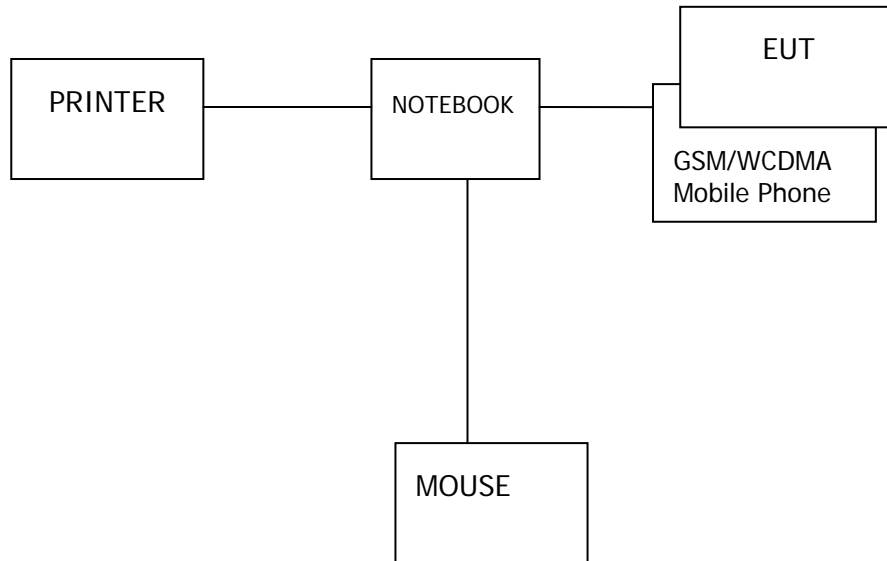 PRINTER
NOTEBOOK
EUT
GSM/WCDMA
Mobile Phone
MOUSE